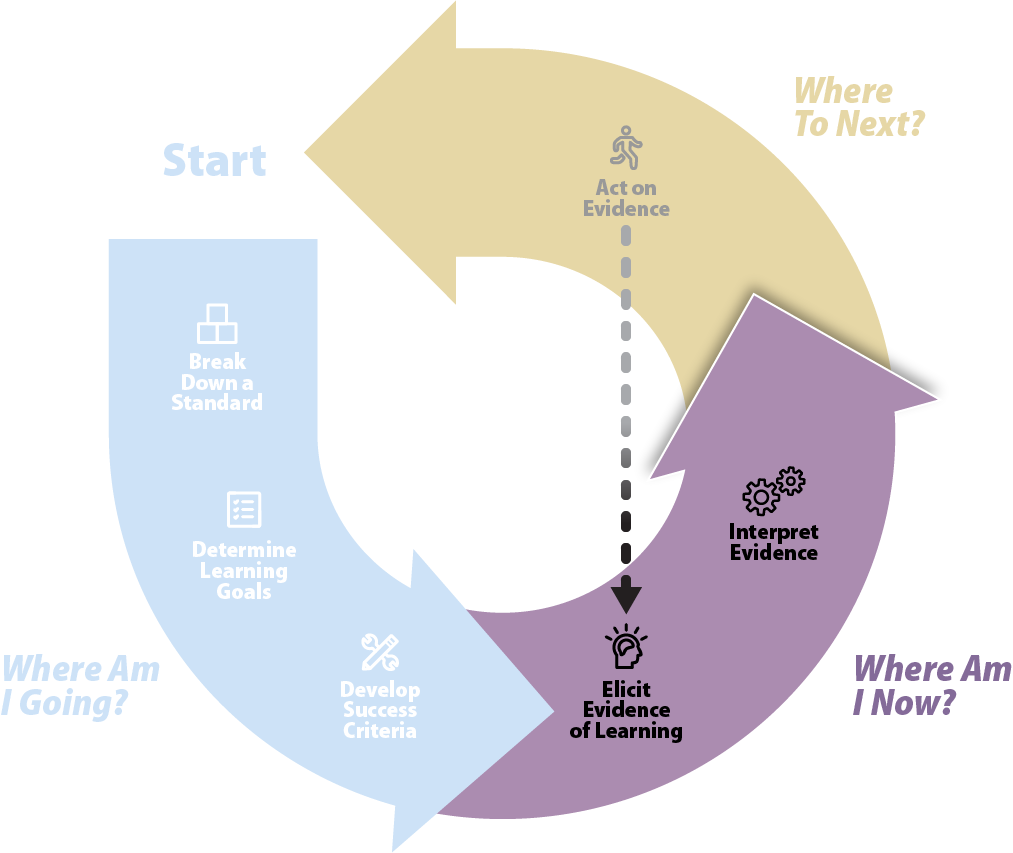 Start
Break
Down a
Standard
Determine
Learning
Goals
Where Am
I Going?
Develop
Success
Criteria
Elicit
Evidence
of Learning
Interpret
Evidence
Where Am
I Now?
Act on
Evidence
Where
To Next?